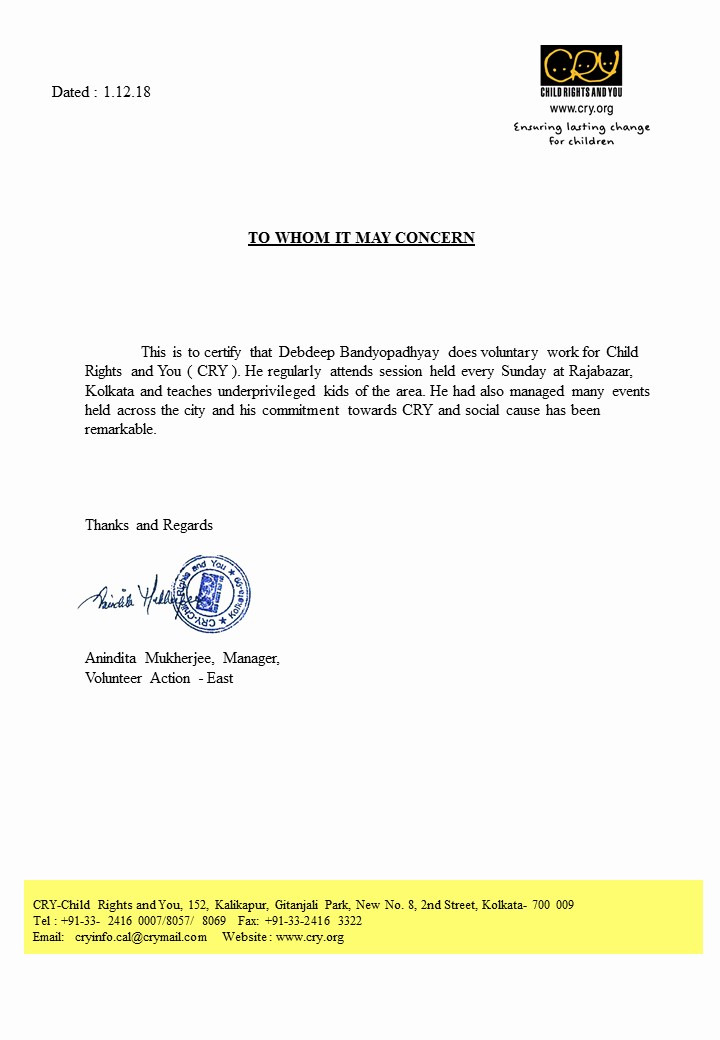 CRY
CHILD RIGHTS AND YOU
www.cry.org
Ensuring lasting change
for children
Dated : 1.12.18
TO WHOM IT MAY CONCERN
This is to certify that Debdeep Bandyopadhyay does voluntary work for Child
Rights and You ( CRY ). He regularly attends session held every Sunday at Rajabazar,
Kolkata and teaches underprivileged kids of the area. He had also managed many events
held across the city and his commitment towards CRY and social cause has been
remarkable.
Thanks and Regards
Anindita
CRY-Child Rights and You ★ Kolkata-09 ★
Anindita Mukherjee, Manager,
Volunteer Action - East
CRY-Child Rights and You, 152, Kalikapur, Gitanjali Park, New No. 8, 2nd Street, Kolkata- 700 009
Tel : +91-33- 2416 0007/8057/ 8069 Fax: +91-33-2416 3322
Email: cryinfo.cal@crymail.com Website : www.cry.org